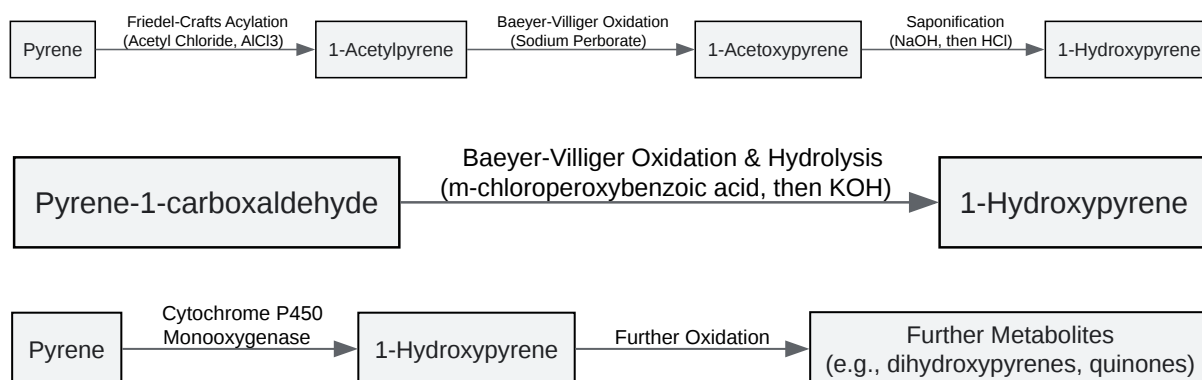 Pyrene
Friedel-Crafts Acylation
(Acetyl Chloride, AlCl3)
1-Acetylpyrene
Baeyer-Villiger Oxidation
(Sodium Perborate)
1-Acetoxypyrene
Saponification
(NaOH, then HCl)
1-Hydroxypyrene
Pyrene-1-carboxaldehyde
Baeyer-Villiger Oxidation & Hydrolysis
(m-chloroperoxybenzoic acid, then KOH)
1-Hydroxypyrene
Pyrene
Cytochrome P450
Monooxygenase
1-Hydroxypyrene
Further Oxidation
Further Metabolites
(e.g., dihydroxypyrenes, quinones)